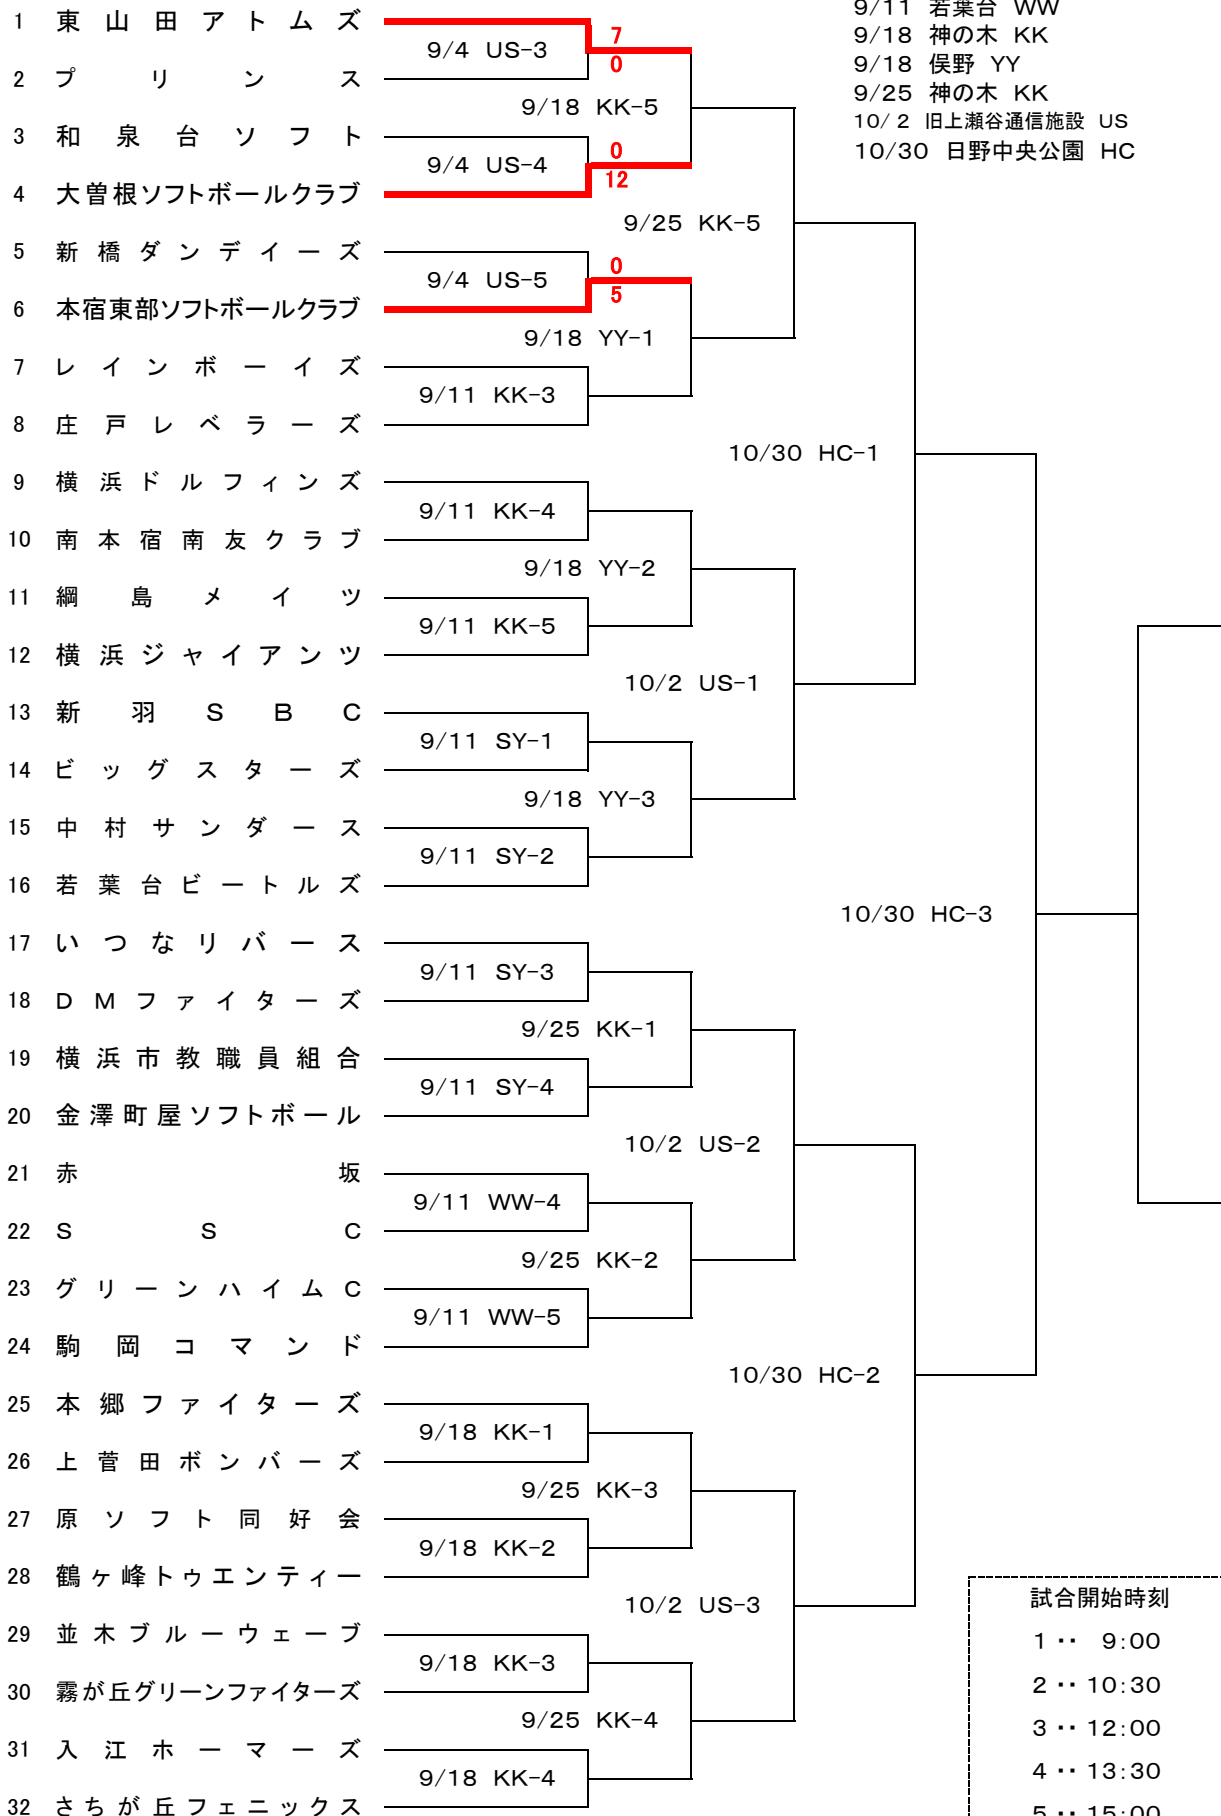 9/11 若葉台 WW
9/18 神の木 KK
9/18 俣野 YY
9/25 神の木 KK
10/ 2 旧上瀬谷通信施設 US
10/30 日野中央公園 HC
1 東山田アトムズ
9/4 US-3
7
0
2 プリンス
9/18 KK-5
3 和泉台ソフト
9/4 US-4
0
12
4 大曽根ソフトボールクラブ
9/25 KK-5
5 新橋ダンデイーズ
9/4 US-5
0
5
6 本宿東部ソフトボールクラブ
9/18 YY-1
7 レインボーイズ
9/11 KK-3
8 庄戸レベラーズ
10/30 HC-1
9 横浜ドルフィンズ
9/11 KK-4
10 南本宿南友クラブ
9/18 YY-2
11 綱島メイツ
9/11 KK-5
12 横浜ジャイアンツ
10/2 US-1
13 新羽SBC
9/11 SY-1
14 ビッグスターズ
9/18 YY-3
15 中村サンダース
9/11 SY-2
16 若葉台ビートルズ
10/30 HC-3
17 いつなリバース
9/11 SY-3
18 DMファイターズ
9/25 KK-1
19 横浜市教職員組合
9/11 SY-4
20 金澤町屋ソフトボール
10/2 US-2
21 赤坂
9/11 WW-4
22 SSC
9/25 KK-2
23 グリーンハイムC
9/11 WW-5
24 駒岡コマンド
10/30 HC-2
25 本郷ファイターズ
9/18 KK-1
26 上菅田ボンバーズ
9/25 KK-3
27 原ソフト同好会
9/18 KK-2
28 鶴ヶ峰トゥエンティー
10/2 US-3
29 並木ブルーウェーブ
9/18 KK-3
30 霧が丘グリーンファイターズ
9/25 KK-4
31 入江ホーマーズ
9/18 KK-4
32 さちが丘フェニックス
試合開始時刻
1 ‥ 9:00
2 ‥ 10:30
3 ‥ 12:00
4 ‥ 13:30
5 ‥ 15:00